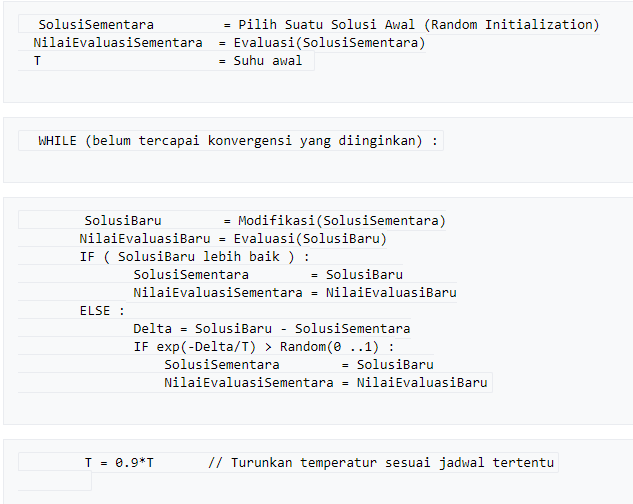 SolusiSementara = Pilih Suatu Solusi Awal (Random Initialization)
NilaiEvaluasiSementara = Evaluasi(SolusiSementara)
T = Suhu awal
WHILE (belum tercapai konvergensi yang diinginkan) :
SolusiBaru = Modifikasi(SolusiSementara)
NilaiEvaluasiBaru = Evaluasi(SolusiBaru)
IF ( SolusiBaru lebih baik ) :
SolusiSementara = SolusiBaru
NilaiEvaluasiSementara = NilaiEvaluasiBaru
ELSE :
Delta = SolusiBaru - SolusiSementara
IF exp(-Delta/T) > Random(0 ..1) :
SolusiSementara = SolusiBaru
NilaiEvaluasiSementara = NilaiEvaluasiBaru
T = 0.9*T // Turunkan temperatur sesuai jadwal tertentu